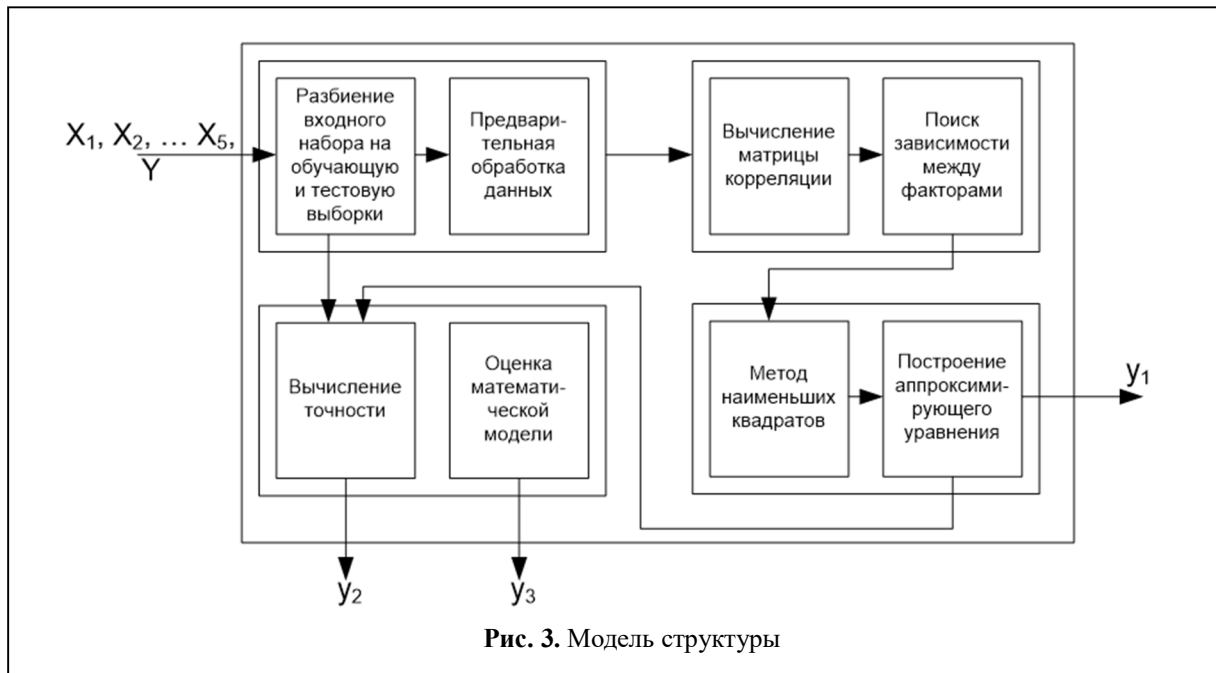 X1, X2, ... X5,
Y
Разбиение
входного
набора на
обучающую
и тестовую
выборки
Предвари-
тельная
обработка
данных
Вычисление
матрицы
корреляции
Поиск
зависимости
между
факторами
Вычисление
точности
Оценка
математи-
ческой
модели
Метод
наименьших
квадратов
Построение
аппроксими-
рующего
уравнения
y1
y2
y3
Рис. 3. Модель структуры